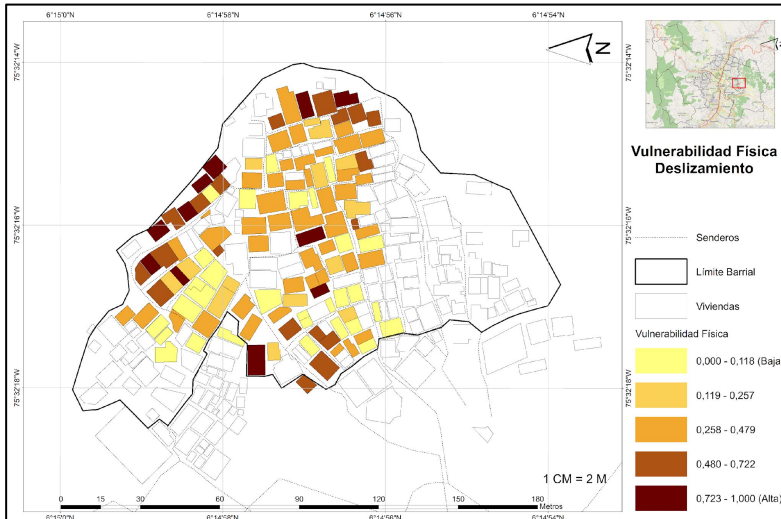 6°15'0"W
6°14'58"W
6°14'56"W
6°14'54"W
75°32'14"W
75°32'16"W
75°32'18"W
75°32'14"W
75°32'16"W
75°32'18"W
N
Vulnerabilidad Física
Deslizamiento
Senderos
Límite Barrial
Viviendas
Vulnerabilidad Física
0,000 - 0,118 (Baja
0,119 - 0,257
0,258 - 0,479
0,480 - 0,722
0,723 - 1,000 (Alta)
1 CM = 2 M
0 15 30 60 90 120 150 180
Metros
6°15'0"W
6°14'58"W
6°14'56"W
6°14'54"W